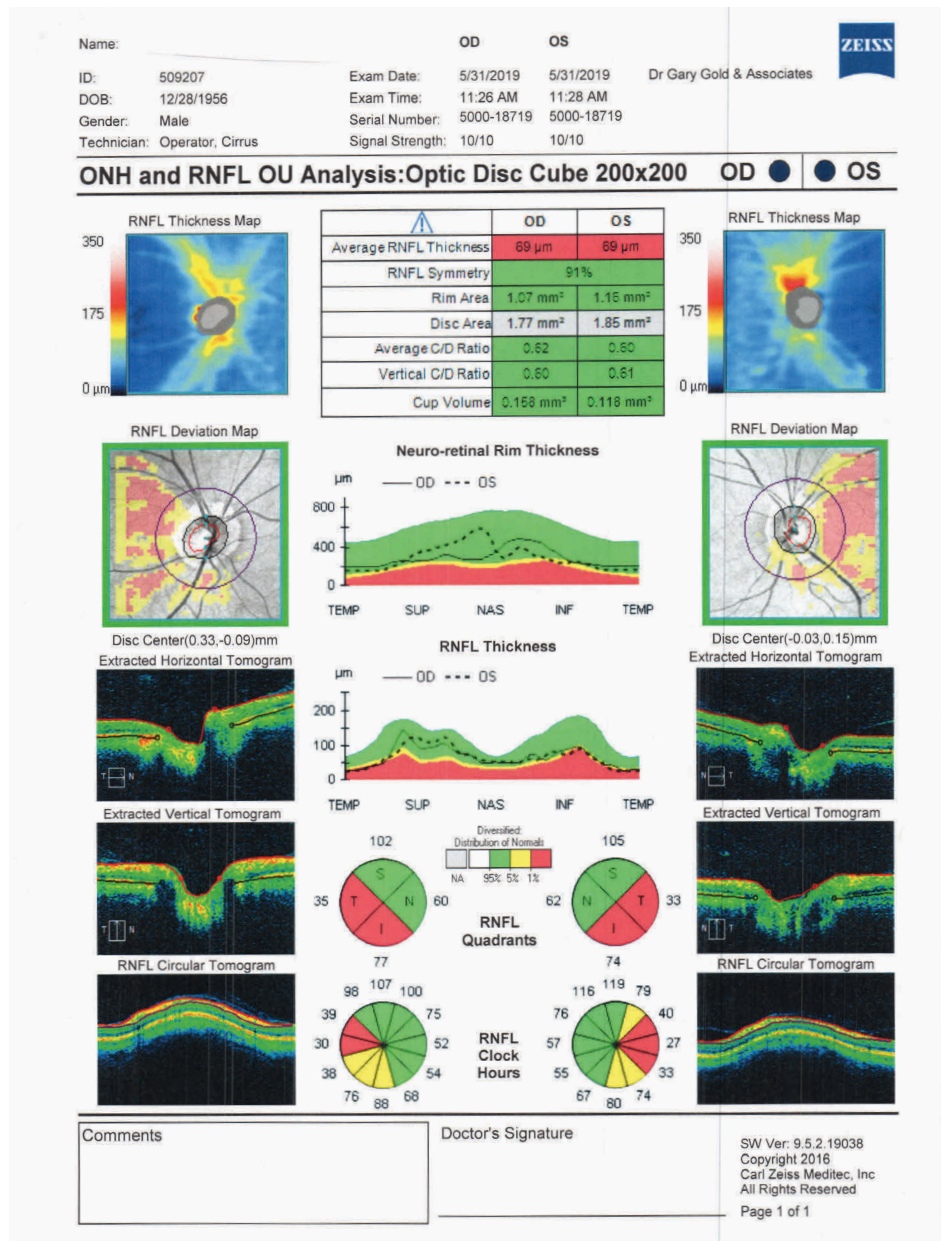 Name:
OD OS
ZEISS
ID: 509207 Exam Date: 5/31/2019 5/31/2019 Dr Gary Gold & Associates
DOB: 12/28/1956 Exam Time: 11:26 AM 11:28 AM
Gender: Male Serial Number: 5000-18719 5000-18719
Technician: Operator, Cirrus Signal Strength: 10/10 10/10
ONH and RNFL OU Analysis:Optic Disc Cube 200x200 OD OS
RNFL Thickness Map
350
175
0 µm
OD OS
Average RNFL Thickness 69 µm 69 µm
RNFL Symmetry 91%
Rim Area 1.07 mm² 1.16 mm²
Disc Area 1.77 mm² 1.85 mm²
Average C/D Ratio 0.62 0.60
Vertical C/D Ratio 0.60 0.61
Cup Volume 0.156 mm³ 0.116 mm³
RNFL Thickness Map
350
175
0 µm
RNFL Deviation Map
Disc Center(0.33,-0.09)mm
Neuro-retinal Rim Thickness
µm OD OS
800
400
0
TEMP SUP NAS INF TEMP
RNFL Deviation Map
Disc Center(-0.03,0.15)mm
Extracted Horizontal Tomogram
T N
RNFL Thickness
µm OD OS
200
100
0
TEMP SUP NAS INF TEMP
Extracted Horizontal Tomogram
N T
Extracted Vertical Tomogram
T N
Diversified:
Distribution of Normals
NA 95% 5% 1%
102
S
35 T N 60
I
77
RNFL
Quadrants
105
S
62 N T 33
I
74
Extracted Vertical Tomogram
N T
RNFL Circular Tomogram
98 107 100
39 75
30 52
38 54
76 88 68
RNFL
Clock
Hours
116 119 79
76 40
57 27
55 33
67 80 74
RNFL Circular Tomogram
Comments
Doctor's Signature
SW Ver: 9.5.2.19038
Copyright 2016
Carl Zeiss Meditec, Inc
All Rights Reserved
Page 1 of 1